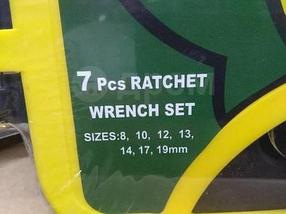 7 Pcs RATCHET
WRENCH SET
SIZES:8, 10, 12, 13,
14, 17, 19mm